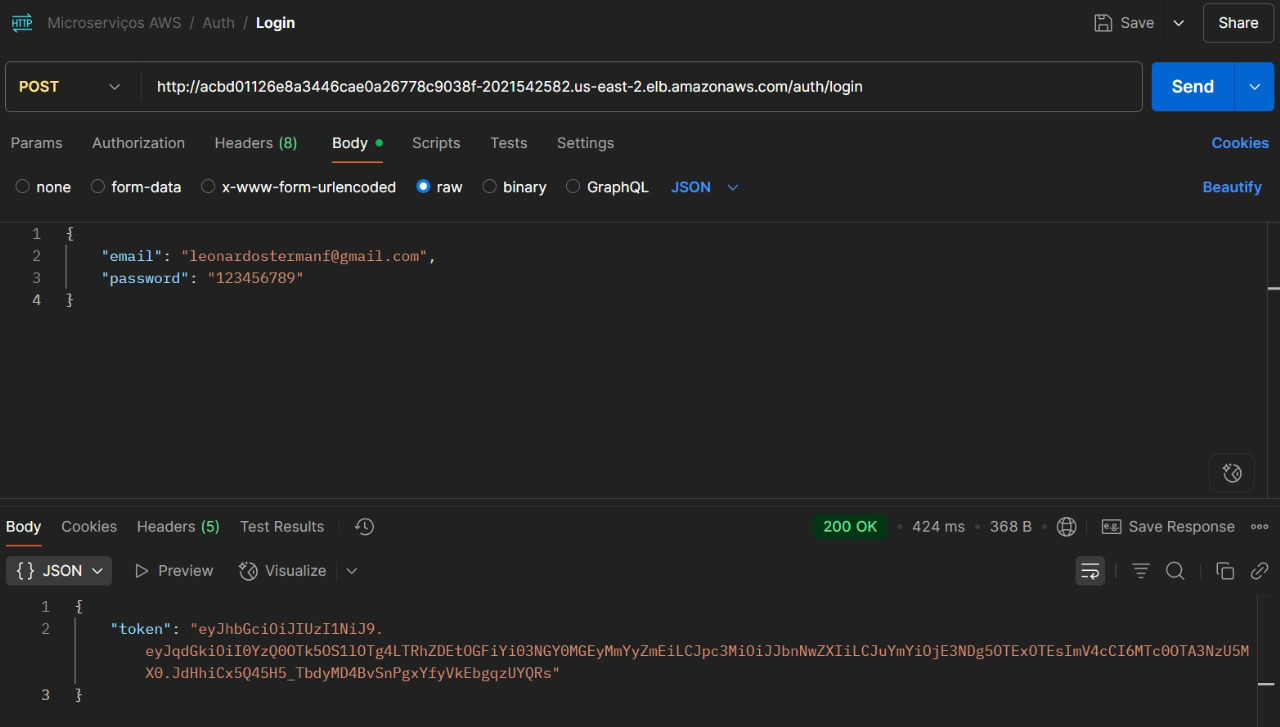 HTTP Microserviços AWS / Auth / Login Save Share
POST http://acbd01126e8a3446cae0a26778c9038f-2021542582.us-east-2.elb.amazonaws.com/auth/login Send
Params Authorization Headers (8) Body Scripts Tests Settings Cookies
none form-data x-www-form-urlencoded raw binary GraphQL JSON Beautify
1 {
2 "email": "leonardostermanf@gmail.com",
3 "password": "123456789"
4 }
Body Cookies Headers (5) Test Results 200 OK • 424 ms • 368 B • e.g. Save Response
{} JSON Preview Visualize
1 {
2 "token": "eyJhbGciOiJIUzI1NiJ9.
eyJqdGkiOiI0YzQ0OTk5OS1lOTg4LTRhZDEtOGFiYi03NGY0MGEyMmYyZmEiLCJpc3MiOiJJbnNwZXIiLCJuYmYiOjE3NDg5OTExOTEsImV4cCI6MTc0OTA3NzU5M
X0.JdHhiCx5Q45H5_TbdyMD4BvSnPgxYfyVkEbgqzUYQRs"
3 }